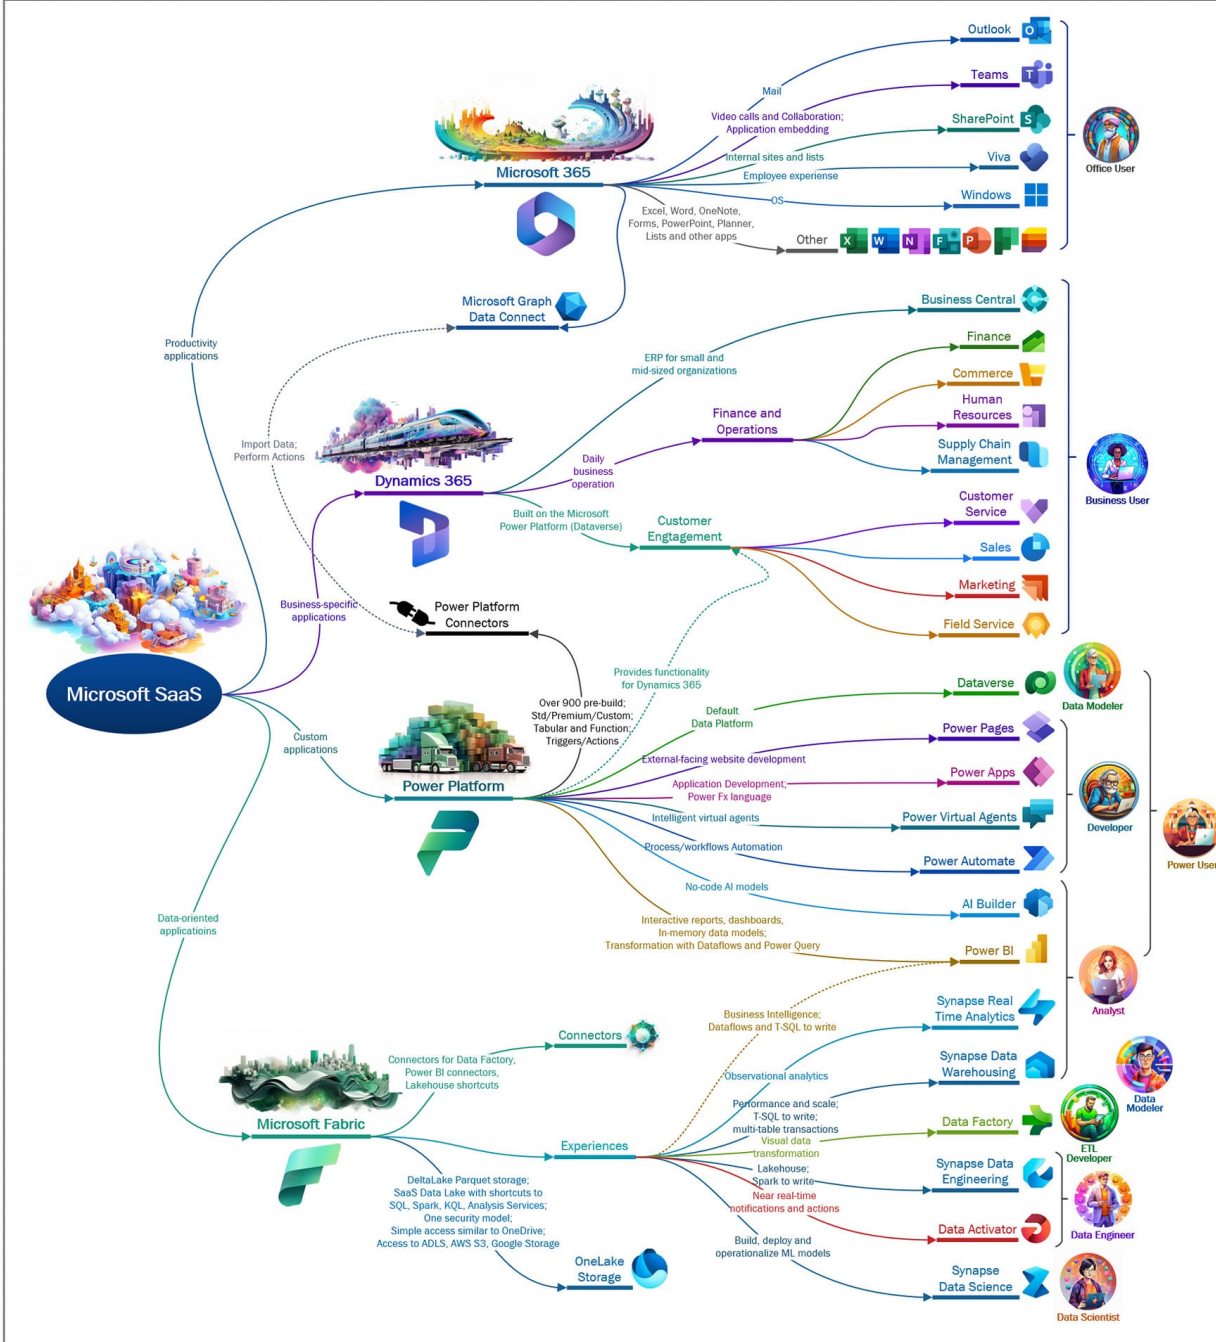 Outlook
Mail
Teams
Video calls and Collaboration;
Application embedding
SharePoint
Internal sites and lists
Viva
Employee experiense
Windows
OS
Excel, Word, OneNote,
Forms, PowerPoint, Planner,
Lists and other apps
Other
Office User
Microsoft 365
Microsoft Graph
Data Connect
Productivity
applications
Import Data;
Perform Actions
Business Central
ERP for small and
mid-sized organizations
Finance
Commerce
Human
Resources
Supply Chain
Management
Finance and
Operations
Daily
business
operation
Dynamics 365
Built on the Microsoft
Power Platform (Dataverse)
Customer
Engtagement
Customer
Service
Sales
Marketing
Field Service
Business User
Business-specific
applications
Power Platform
Connectors
Microsoft SaaS
Provides functionality
for Dynamics 365
Over 900 pre-build;
Std/Premium/Custom;
Tabular and Function;
Triggers/Actions
Custom
applications
Power Platform
Default
Data Platform
Dataverse
Data Modeler
External-facing website development
Power Pages
Application Development;
Power Fx language
Power Apps
Intelligent virtual agents
Power Virtual Agents
Process/workflows Automation
Power Automate
Developer
Power User
No-code AI models
AI Builder
Interactive reports, dashboards,
In-memory data models;
Transformation with Dataflows and Power Query
Power BI
Analyst
Data-oriented
applicatioins
Business Intelligence;
Dataflows and T-SQL to write
Synapse Real
Time Analytics
Connectors
Connectors for Data Factory,
Power BI connectors,
Lakehouse shortcuts
Observational analytics
Synapse Data
Warehousing
Performance and scale;
T-SQL to write;
multi-table transactions
Data
Modeler
Microsoft Fabric
Experiences
Visual data
transformation
Data Factory
ETL
Developer
Lakehouse;
Spark to write
Synapse Data
Engineering
Near real-time
notifications and actions
Data Activator
Data Engineer
DeltaLake Parquet storage;
SaaS Data Lake with shortcuts to
SQL, Spark, KQL, Analysis Services;
One security model;
Simple access similar to OneDrive;
Access to ADLS, AWS S3, Google Storage
OneLake
Storage
Build, deploy and
operationalize ML models
Synapse
Data Science
Data Scientist